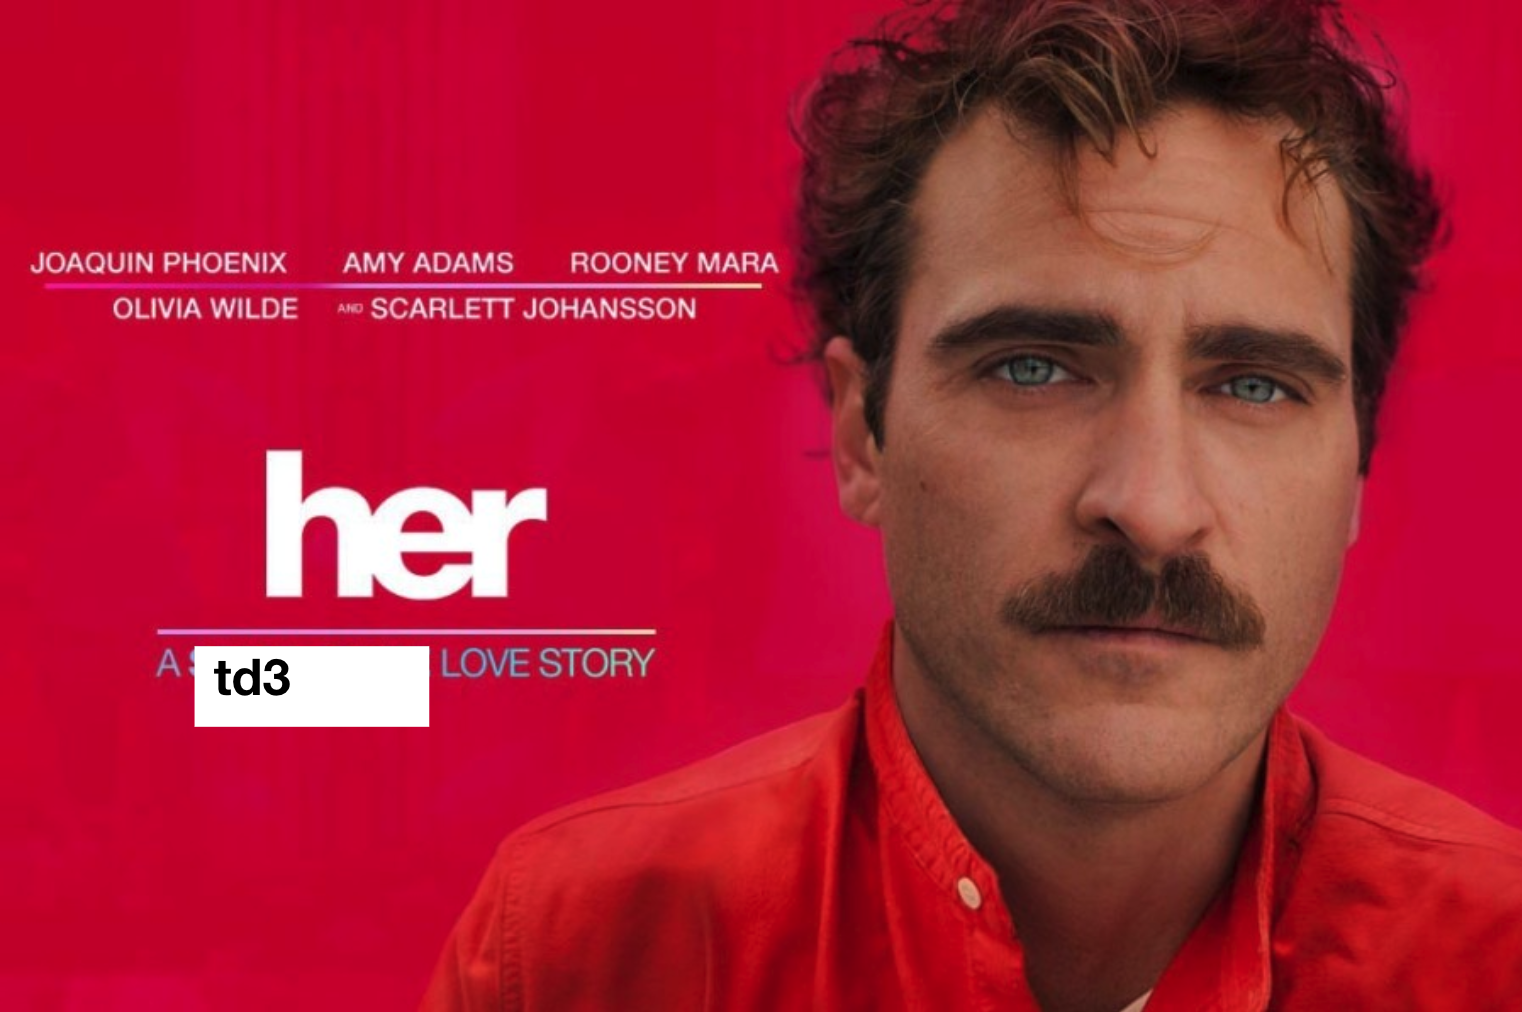 JOAQUIN PHOENIX AMY ADAMS ROONEY MARA
OLIVIA WILDE AND SCARLETT JOHANSSON
her
A LOVE STORY
td3